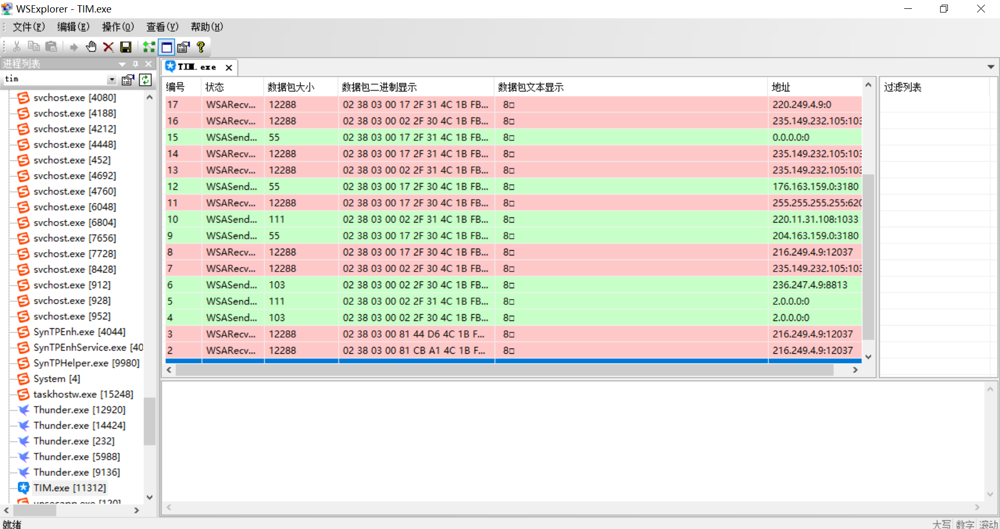 WSExplorer - TIM.exe
文件(F) 编辑(E) 操作(O) 查看(V) 帮助(H)
进程列表
tim
svchost.exe [4080]
svchost.exe [4188]
svchost.exe [4212]
svchost.exe [4448]
svchost.exe [452]
svchost.exe [4692]
svchost.exe [4760]
svchost.exe [6048]
svchost.exe [6804]
svchost.exe [7656]
svchost.exe [7728]
svchost.exe [8428]
svchost.exe [912]
svchost.exe [928]
svchost.exe [952]
SynTPEnh.exe [4044]
SynTPEnhService.exe [40
SynTPHelper.exe [9980]
System [4]
taskhostw.exe [15248]
Thunder.exe [12920]
Thunder.exe [14424]
Thunder.exe [232]
Thunder.exe [5988]
Thunder.exe [9136]
TIM.exe [11312]
TIM.exe
编号 状态 数据包大小 数据包二进制显示 数据包文本显示 地址
17 WSARecv... 12288 02 38 03 00 17 2F 31 4C 1B FB... 8□ 220.249.4.9:0
16 WSARecv... 12288 02 38 03 00 02 2F 30 4C 1B FB... 8□ 235.149.232.105:103
15 WSASend... 55 02 38 03 00 17 2F 31 4C 1B FB... 8□ 0.0.0.0:0
14 WSARecv... 12288 02 38 03 00 17 2F 31 4C 1B FB... 8□ 235.149.232.105:103
13 WSARecv... 12288 02 38 03 00 02 2F 31 4C 1B FB... 8□ 235.149.232.105:103
12 WSASend... 55 02 38 03 00 17 2F 30 4C 1B FB... 8□ 176.163.159.0:3180
11 WSARecv... 12288 02 38 03 00 17 2F 30 4C 1B FB... 8□ 255.255.255.255:620
10 WSASend... 111 02 38 03 00 02 2F 31 4C 1B FB... 8□ 220.11.31.108:1033
9 WSASend... 55 02 38 03 00 17 2F 30 4C 1B FB... 8□ 204.163.159.0:3180
8 WSARecv... 12288 02 38 03 00 17 2F 30 4C 1B FB... 8□ 216.249.4.9:12037
7 WSARecv... 12288 02 38 03 00 02 2F 30 4C 1B FB... 8□ 235.149.232.105:103
6 WSASend... 103 02 38 03 00 02 2F 30 4C 1B FB... 8□ 236.247.4.9:8813
5 WSASend... 111 02 38 03 00 02 2F 31 4C 1B FB... 8□ 2.0.0.0:0
4 WSASend... 103 02 38 03 00 02 2F 30 4C 1B FB... 8□ 2.0.0.0:0
3 WSARecv... 12288 02 38 03 00 81 44 D6 4C 1B F... 8□ 216.249.4.9:12037
2 WSARecv... 12288 02 38 03 00 81 CB A1 4C 1B F... 8□ 216.249.4.9:12037
过滤列表
就绪
大写 数字 滚动